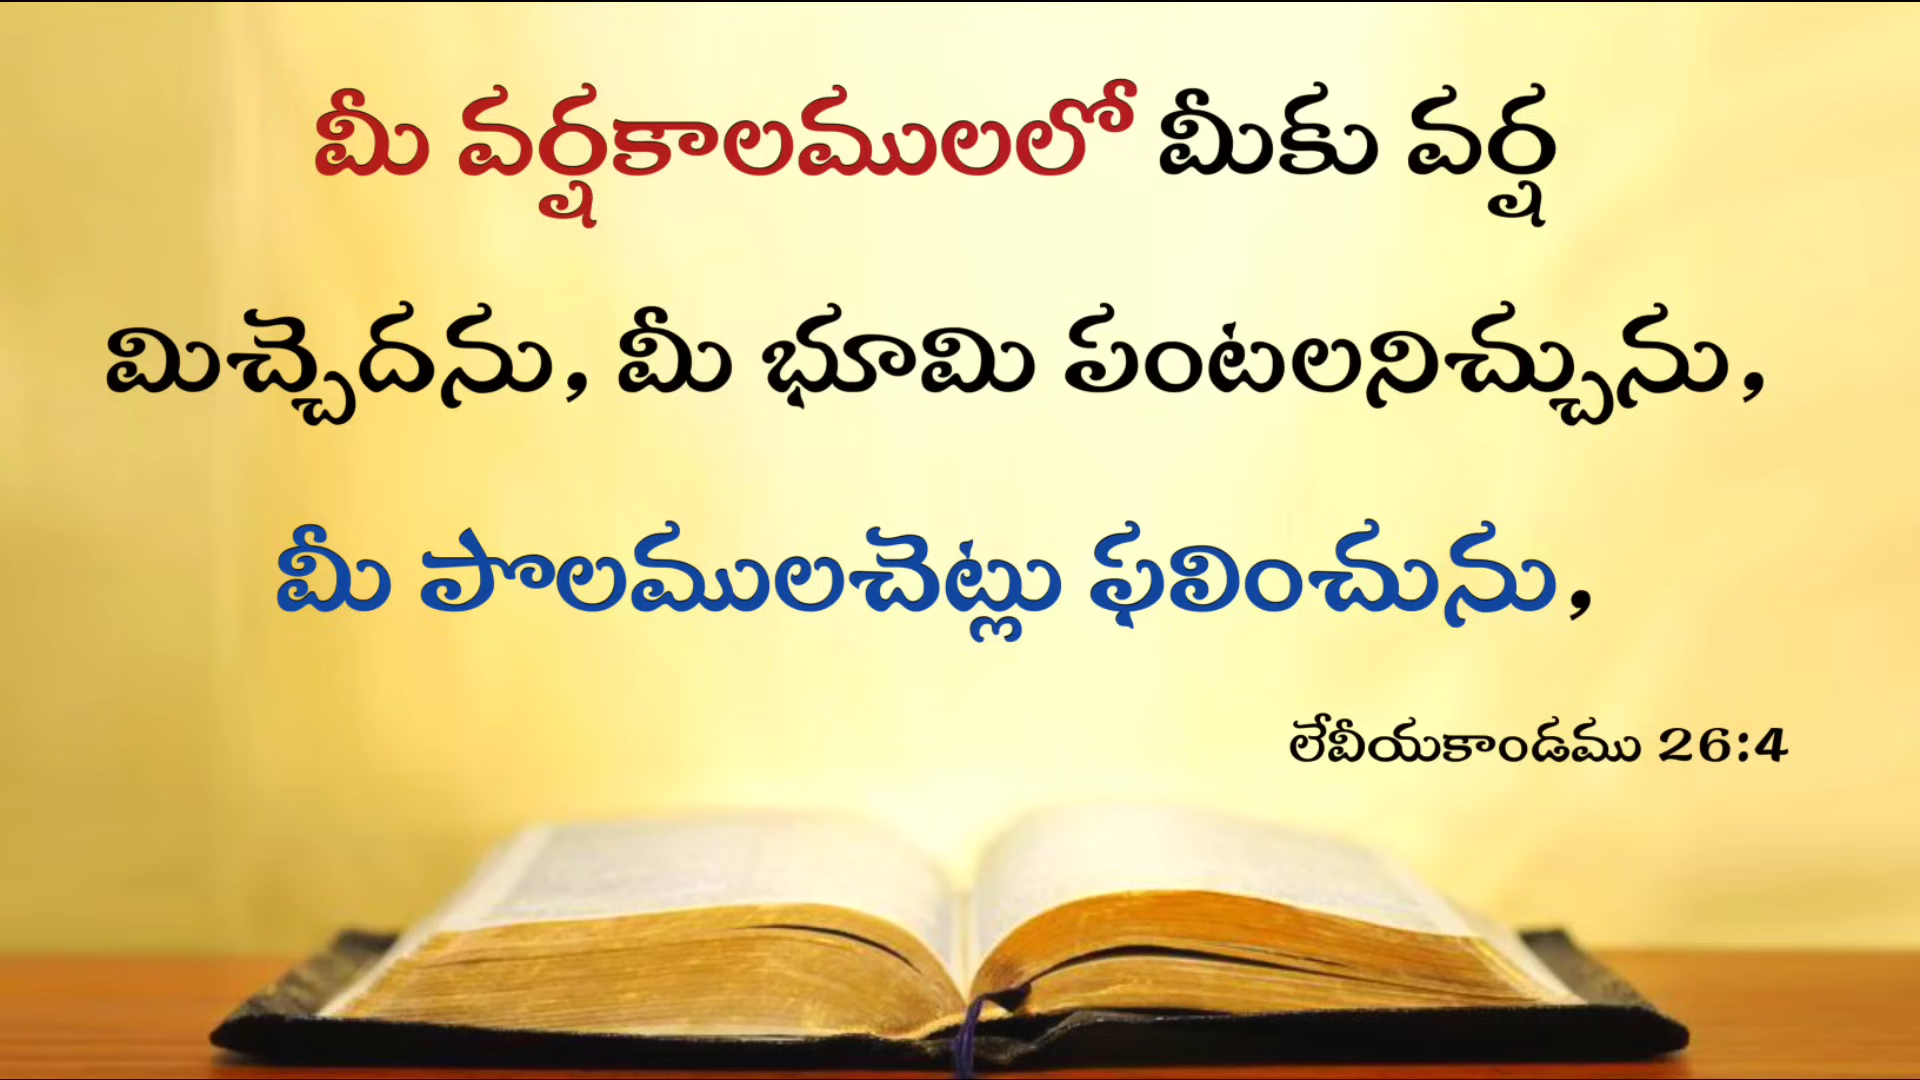 మీ వర్షకాలములలో మీకు వర్ష
మిచ్చెదను, మీ భూమి పంటలనిచ్చును,
మీ పొలములచెట్లు ఫలించును,
లేవీయకాండము 26:4